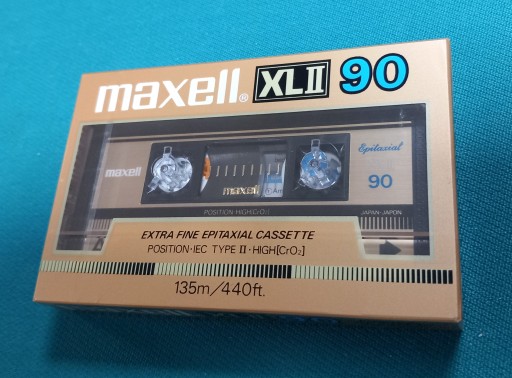 maxell® XLII 90
maxell
Epitaxial
90
maxell
POSITION HIGH(CrO₂)
JAPAN・JAPON
EXTRA FINE EPITAXIAL CASSETTE
POSITION・IEC TYPE II・HIGH[CrO₂]
135m/440ft.